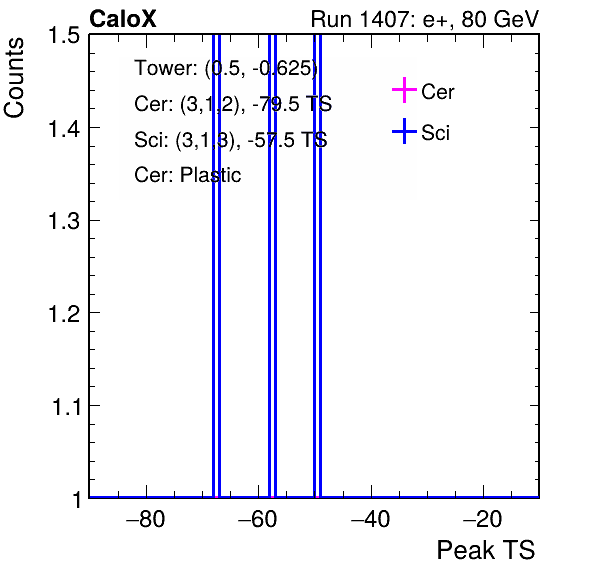 CaloX
Run 1407: e+, 80 GeV
Counts
1.5
1.4
1.3
1.2
1.1
1
Tower: (0.5, -0.625)
Cer: (3,1,2), -79.5 TS
Sci: (3,1,3), -57.5 TS
Cer: Plastic
Cer
Sci
−80
−60
−40
−20
Peak TS